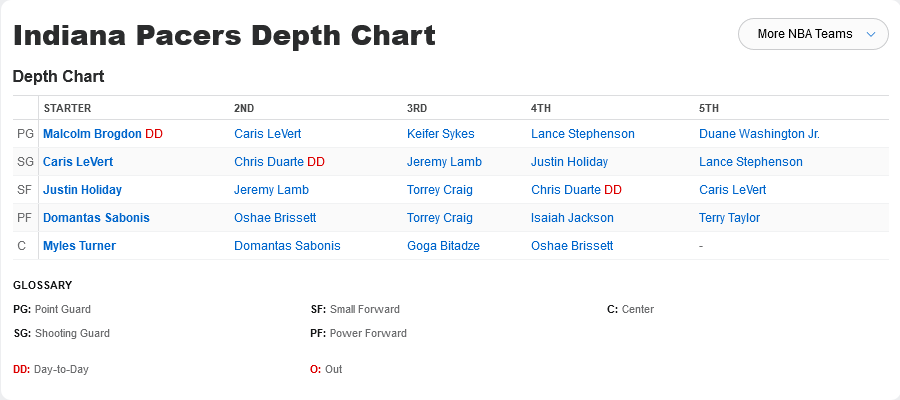 Indiana Pacers Depth Chart
More NBA Teams
Depth Chart
STARTER 2ND 3RD 4TH 5TH
PG Malcolm Brogdon DD Caris LeVert Keifer Sykes Lance Stephenson Duane Washington Jr.
SG Caris LeVert Chris Duarte DD Jeremy Lamb Justin Holiday Lance Stephenson
SF Justin Holiday Jeremy Lamb Torrey Craig Chris Duarte DD Caris LeVert
PF Domantas Sabonis Oshae Brissett Torrey Craig Isaiah Jackson Terry Taylor
C Myles Turner Domantas Sabonis Goga Bitadze Oshae Brissett -
GLOSSARY
PG: Point Guard SF: Small Forward C: Center
SG: Shooting Guard PF: Power Forward
DD: Day-to-Day O: Out